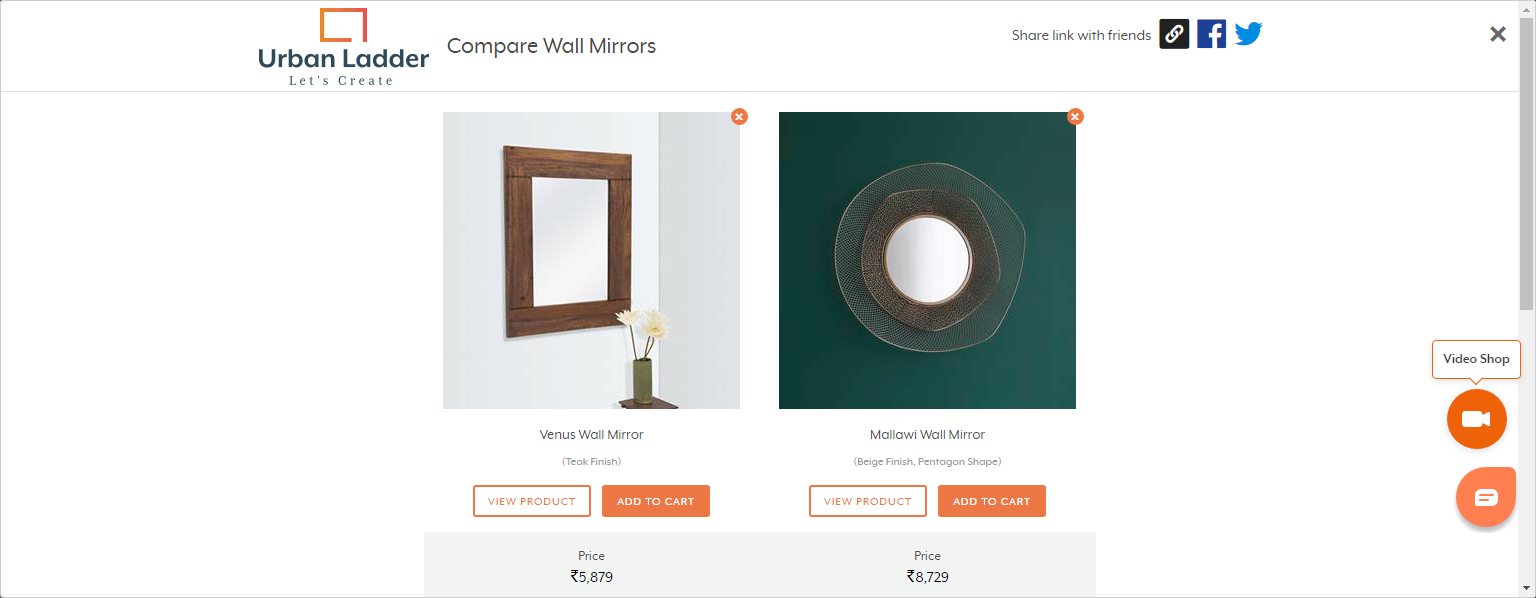 Urban Ladder
Let's Create
Compare Wall Mirrors
Share link with friends
Video Shop
Venus Wall Mirror
(Teak Finish)
VIEW PRODUCT
ADD TO CART
Mallawi Wall Mirror
(Beige Finish, Pentagon Shape)
VIEW PRODUCT
ADD TO CART
Price
₹5,879
Price
₹8,729